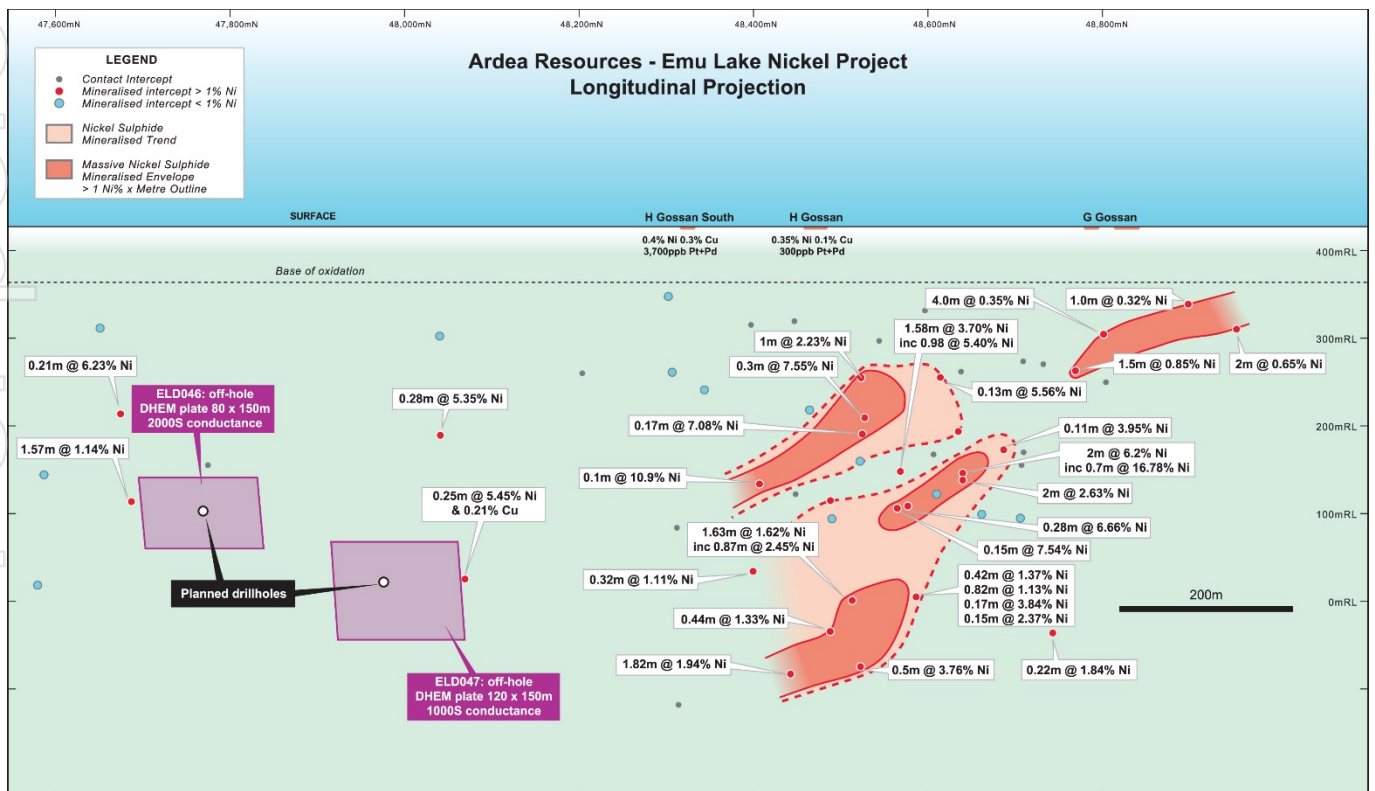 47,600mN
47,800mN
48,000mN
48,200mN
48,400mN
48,600mN
48,800mN
LEGEND
Contact Intercept
Mineralised intercept > 1% Ni
Mineralised intercept < 1% Ni
Nickel Sulphide
Mineralised Trend
Massive Nickel Sulphide
Mineralised Envelope
> 1 Ni% x Metre Outline
Ardea Resources - Emu Lake Nickel Project
Longitudinal Projection
SURFACE
H Gossan South
H Gossan
G Gossan
0.4% Ni 0.3% Cu
3,700ppb Pt+Pd
0.35% Ni 0.1% Cu
300ppb Pt+Pd
400mRL
Base of oxidation
4.0m @ 0.35% Ni
1.0m @ 0.32% Ni
1.58m @ 3.70% Ni
inc 0.98 @ 5.40% Ni
1m @ 2.23% Ni
300mRL
0.21m @ 6.23% Ni
0.3m @ 7.55% Ni
1.5m @ 0.85% Ni
2m @ 0.65% Ni
ELD046: off-hole
DHEM plate 80 x 150m
2000S conductance
0.28m @ 5.35% Ni
0.13m @ 5.56% Ni
0.17m @ 7.08% Ni
200mRL
0.11m @ 3.95% Ni
1.57m @ 1.14% Ni
2m @ 6.2% Ni
inc 0.7m @ 16.78% Ni
0.1m @ 10.9% Ni
2m @ 2.63% Ni
0.25m @ 5.45% Ni
& 0.21% Cu
100mRL
0.28m @ 6.66% Ni
1.63m @ 1.62% Ni
inc 0.87m @ 2.45% Ni
0.15m @ 7.54% Ni
0.32m @ 1.11% Ni
Planned drillholes
0.42m @ 1.37% Ni
0.82m @ 1.13% Ni
0.17m @ 3.84% Ni
0.15m @ 2.37% Ni
200m
0mRL
0.44m @ 1.33% Ni
1.82m @ 1.94% Ni
0.5m @ 3.76% Ni
0.22m @ 1.84% Ni
ELD047: off-hole
DHEM plate 120 x 150m
1000S conductance